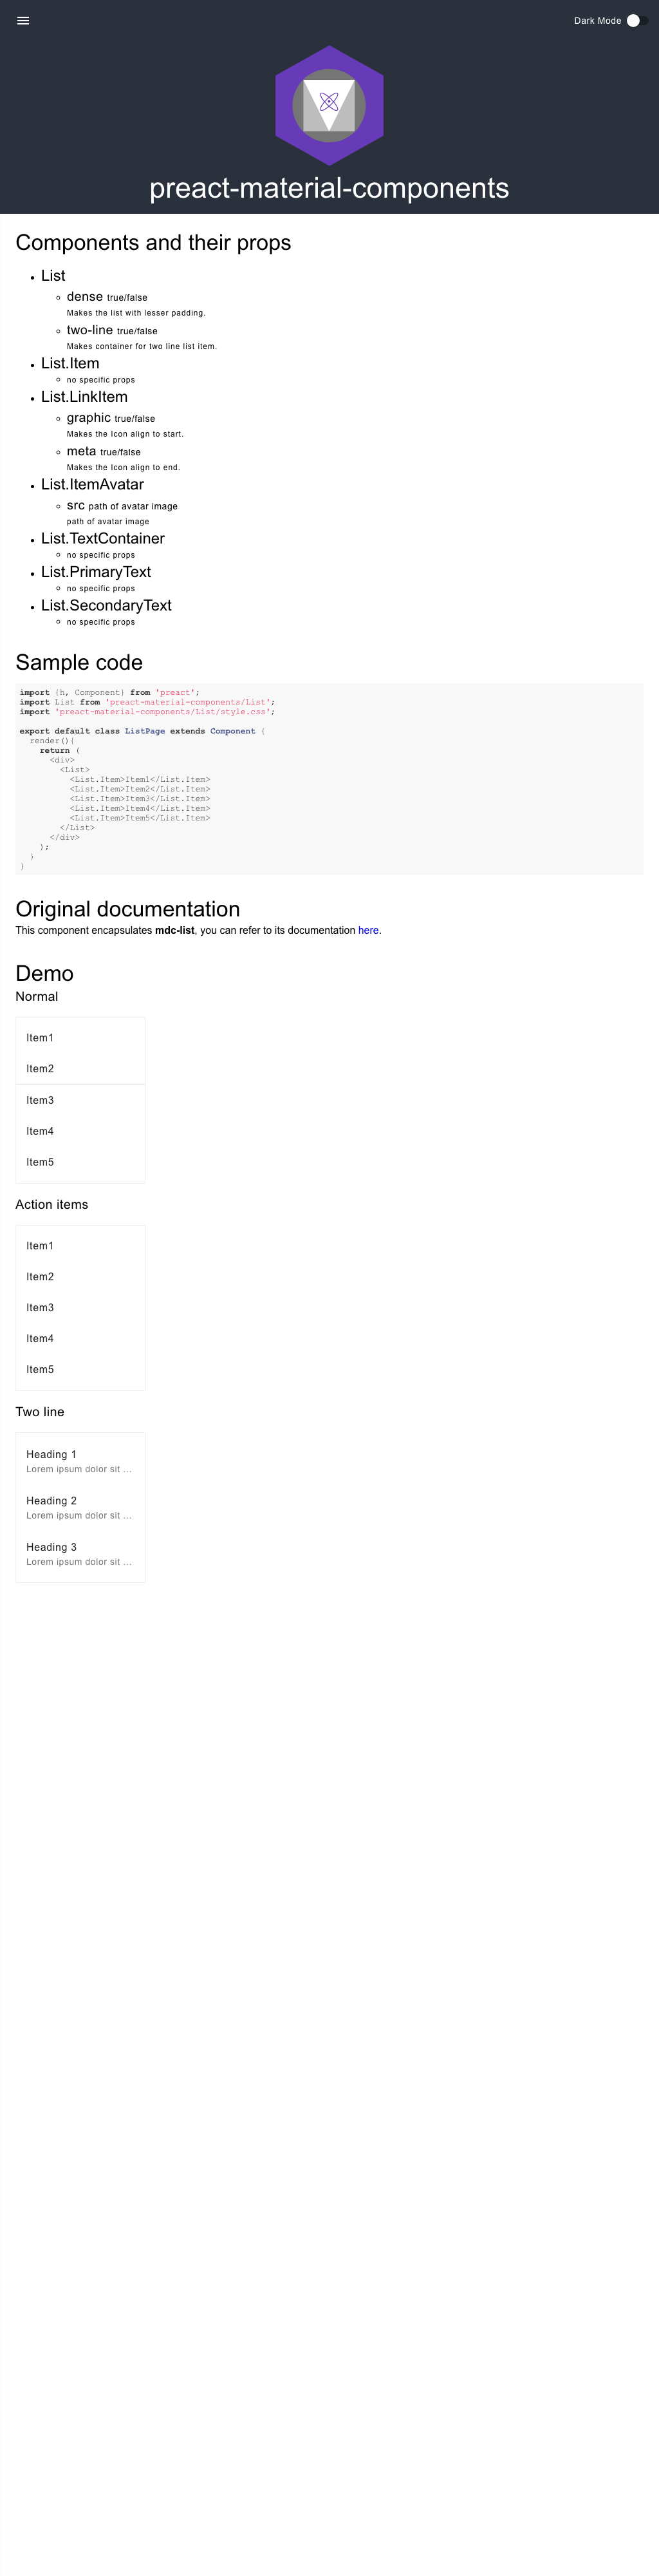 Dark Mode
preact-material-components
Components and their props
List
dense true/false
Makes the list with lesser padding.
two-line true/false
Makes container for two line list item.
List.Item
no specific props
List.LinkItem
graphic true/false
Makes the Icon align to start.
meta true/false
Makes the Icon align to end.
List.ItemAvatar
src path of avatar image
path of avatar image
List.TextContainer
no specific props
List.PrimaryText
no specific props
List.SecondaryText
no specific props
Sample code
import {h, Component} from 'preact';
import List from 'preact-material-components/List';
import 'preact-material-components/List/style.css';
export default class ListPage extends Component {
  render(){
    return (
      <div>
        <List>
          <List.Item>Item1</List.Item>
          <List.Item>Item2</List.Item>
          <List.Item>Item3</List.Item>
          <List.Item>Item4</List.Item>
          <List.Item>Item5</List.Item>
        </List>
      </div>
    );
  }
}
Original documentation
This component encapsulates mdc-list, you can refer to its documentation here.
Demo
Normal
Item1
Item2
Item3
Item4
Item5
Action items
Item1
Item2
Item3
Item4
Item5
Two line
Heading 1
Lorem ipsum dolor sit ...
Heading 2
Lorem ipsum dolor sit ...
Heading 3
Lorem ipsum dolor sit ...